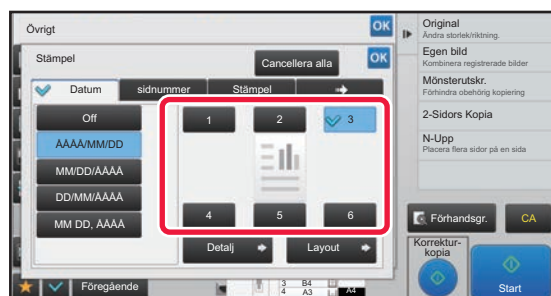 Övrigt
OK
Stämpel
Cancellera alla
OK
Datum
sidnummer
Stämpel
Off
ÅÅÅÅ/MM/DD
MM/DD/ÅÅÅÅ
DD/MM/ÅÅÅÅ
MM DD, ÅÅÅÅ
1
2
3
4
5
6
Detalj
Layout
Föregående
3 B4
4 A3
A4
Original
Ändra storlek/riktning.
Egen bild
Kombinera registrerade bilder
Mönsterutskr.
Förhindra obehörig kopiering
2-Sidors Kopia
N-Upp
Placera flera sidor på en sida
Förhandsgr.
CA
Korrektur-
kopia
Start